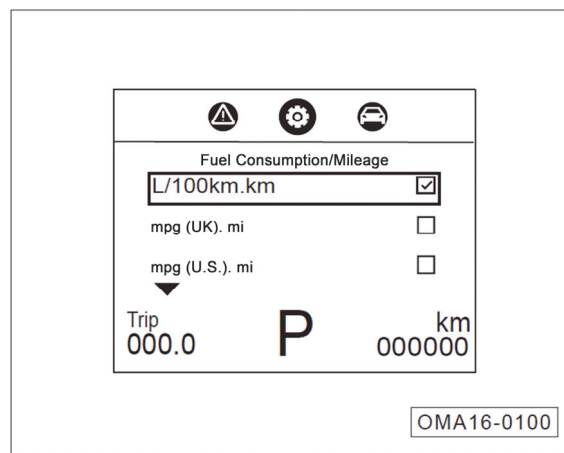 Fuel Consumption/Mileage
L/100km.km
mpg (UK). mi
mpg (U.S.). mi
Trip
000.0
P
km
000000
OMA16-0100